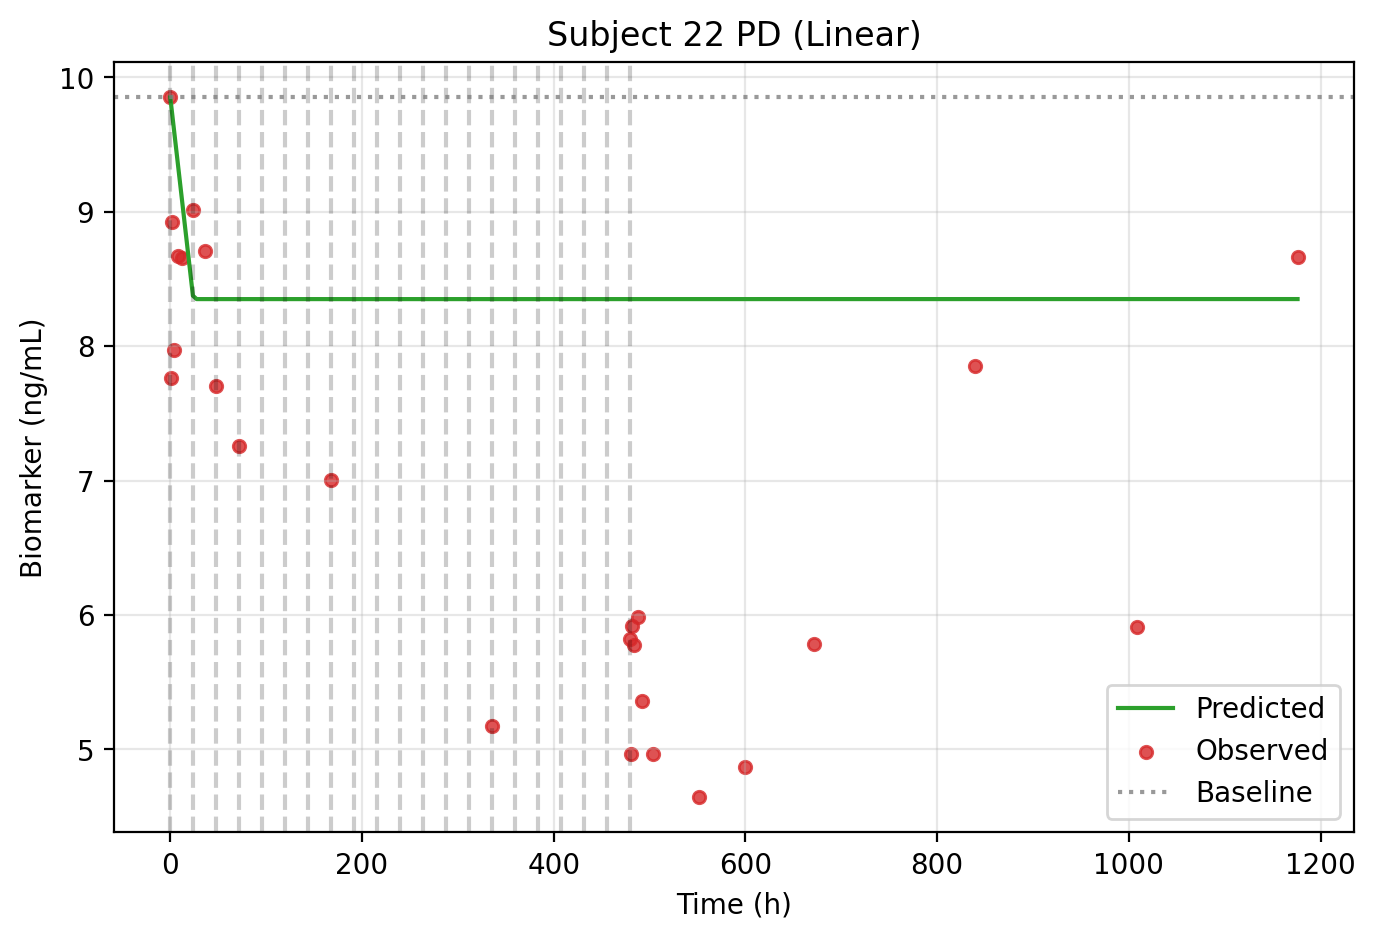 Subject 22 PD (Linear)
Biomarker (ng/mL)
10
9
8
7
6
5
0
200
400
600
800
1000
1200
Time (h)
Predicted
Observed
Baseline